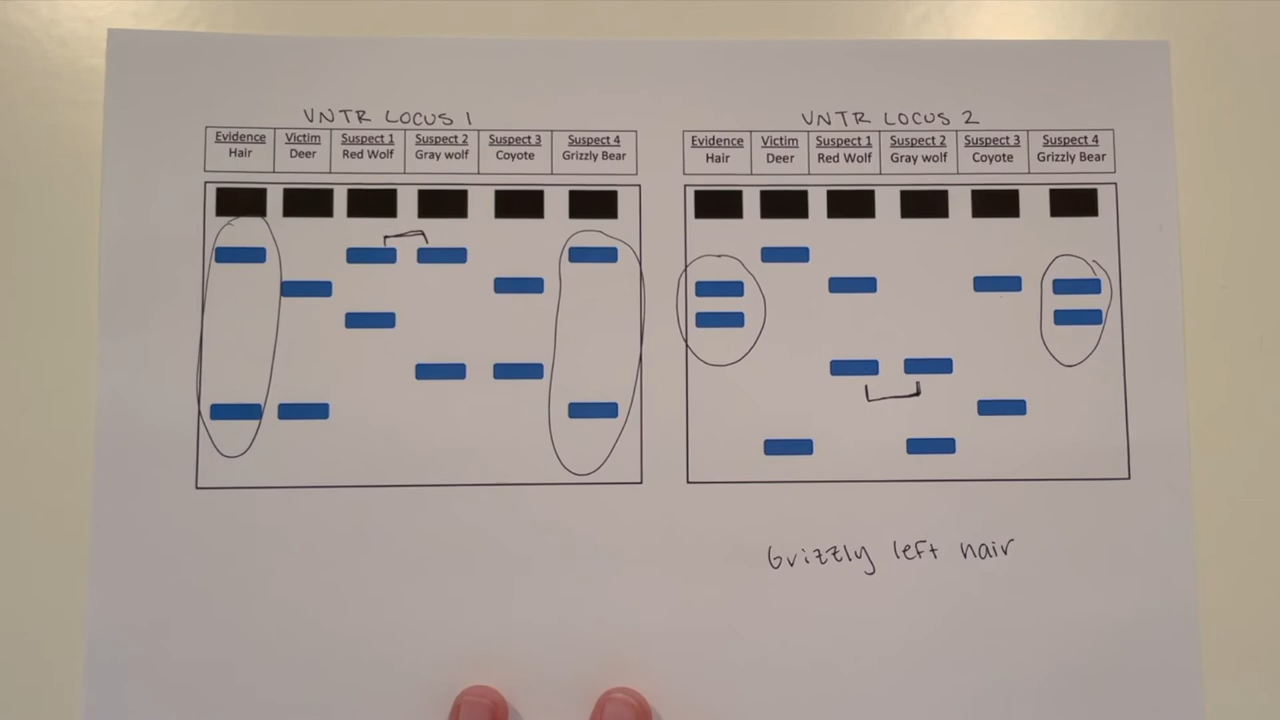 VNTR LOCUS 1
Evidence Victim Suspect 1 Suspect 2 Suspect 3 Suspect 4
Hair Deer Red Wolf Gray wolf Coyote Grizzly Bear
VNTR LOCUS 2
Evidence Victim Suspect 1 Suspect 2 Suspect 3 Suspect 4
Hair Deer Red Wolf Gray wolf Coyote Grizzly Bear
Grizzly left hair